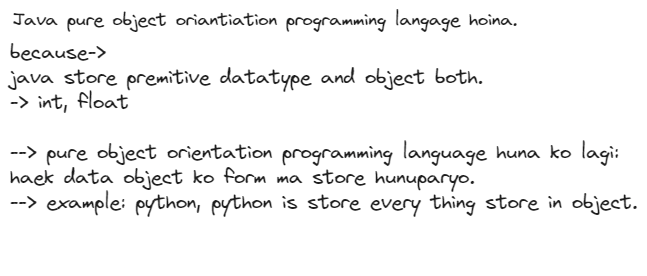 Java pure object oriantiation programming langage hoina.
because->
java store premitive datatype and object both.
-> int, float
--> pure object orientation programming language huna ko lagi:
haek data object ko form ma store hunuparyo.
--> example: python, python is store every thing store in object.